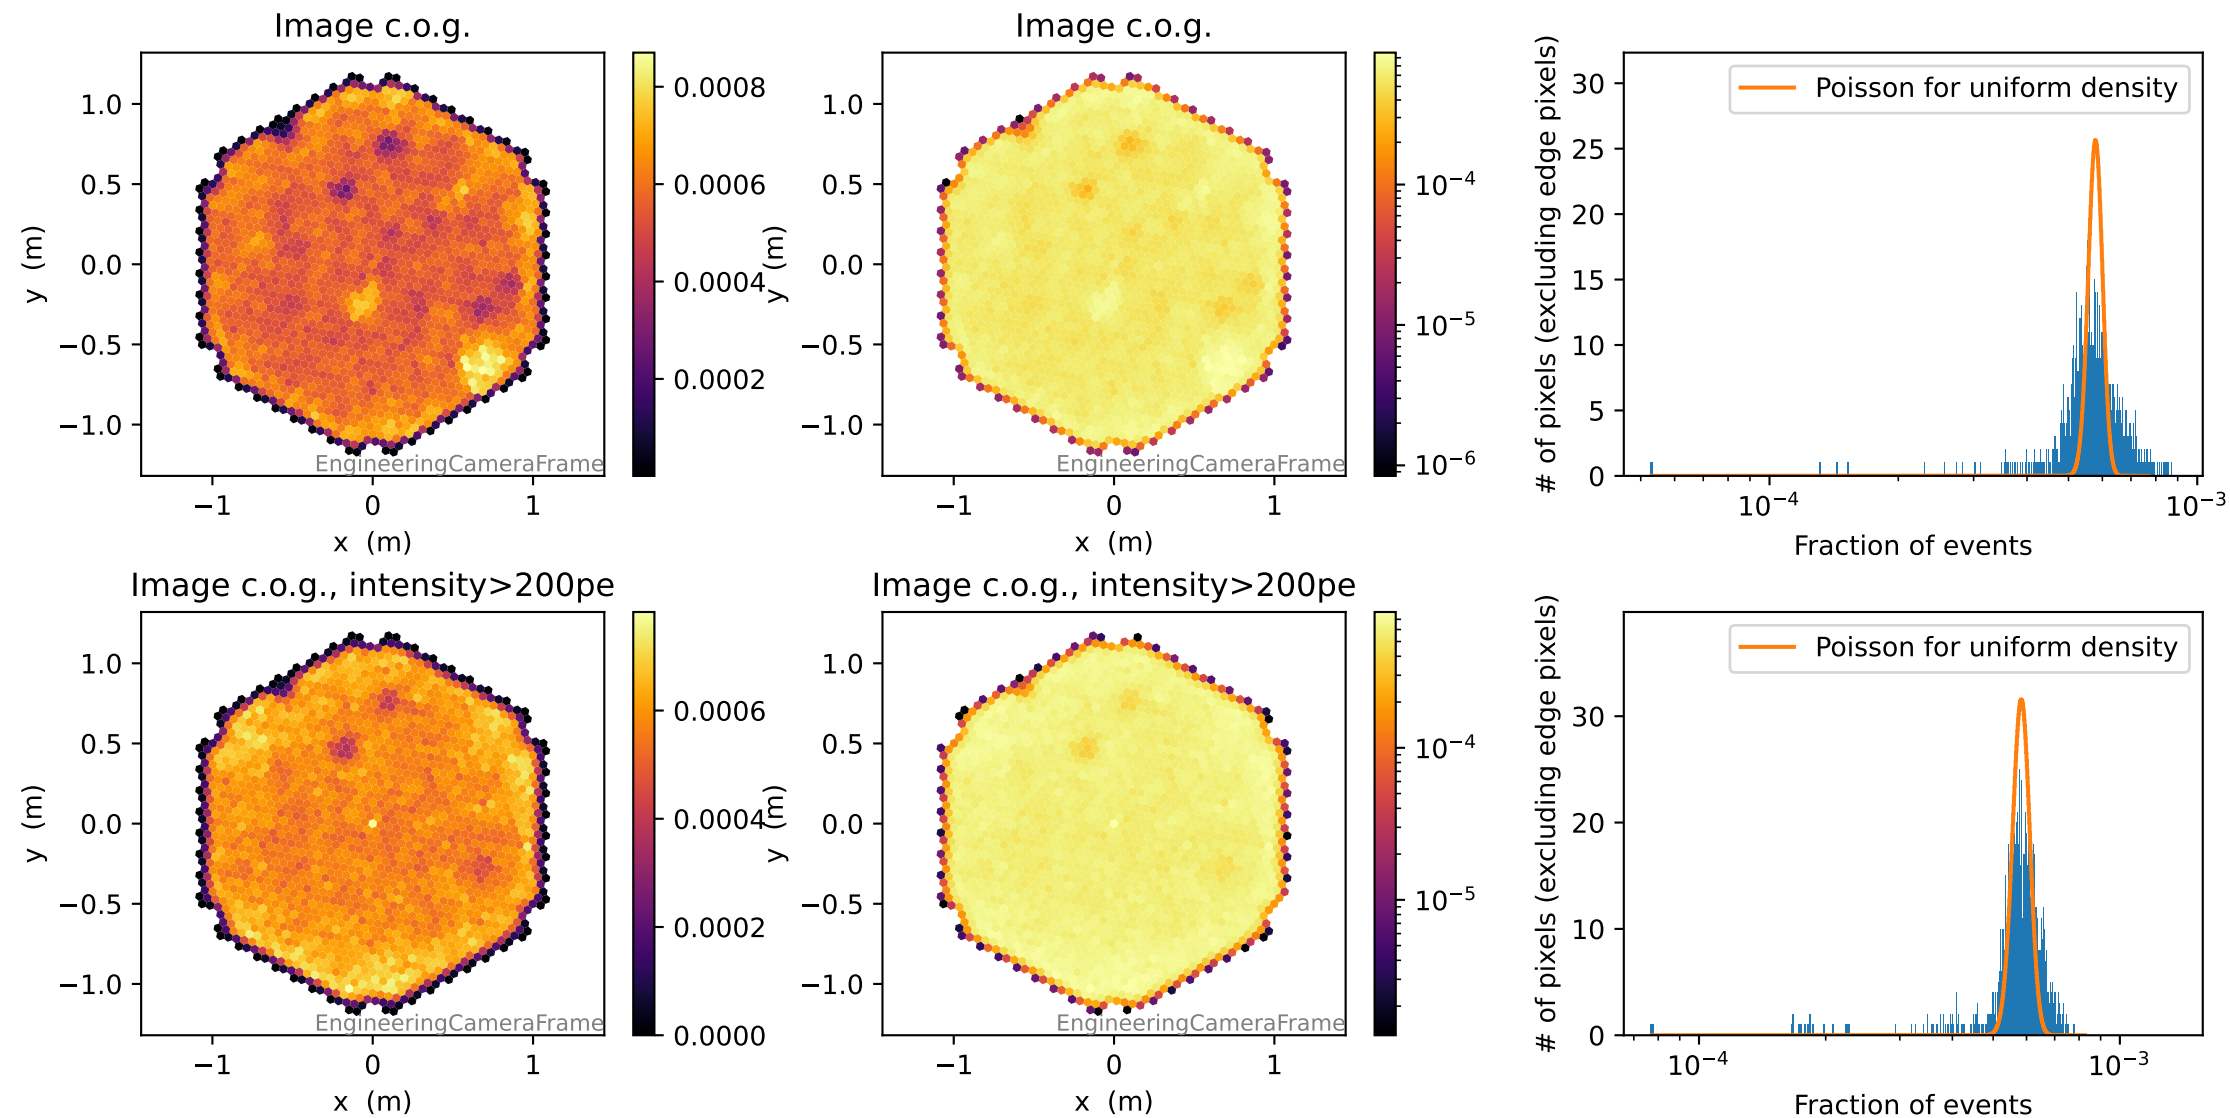 Image c.o.g.
1.0
0.5
0.0
−0.5
−1.0
y (m)
−1
0
1
x (m)
EngineeringCameraFrame
0.0008
0.0006
0.0004
0.0002
Image c.o.g.
1.0
0.5
0.0
−0.5
−1.0
y (m)
−1
0
1
x (m)
EngineeringCameraFrame
10⁻⁴
10⁻⁵
10⁻⁶
# of pixels (excluding edge pixels)
30
25
20
15
10
5
0
Poisson for uniform density
10⁻⁴
10⁻³
Fraction of events
Image c.o.g., intensity>200pe
1.0
0.5
0.0
−0.5
−1.0
y (m)
−1
0
1
x (m)
EngineeringCameraFrame
0.0006
0.0004
0.0002
0.0000
Image c.o.g., intensity>200pe
1.0
0.5
0.0
−0.5
−1.0
y (m)
−1
0
1
x (m)
EngineeringCameraFrame
10⁻⁴
10⁻⁵
# of pixels (excluding edge pixels)
30
20
10
0
Poisson for uniform density
10⁻⁴
10⁻³
Fraction of events